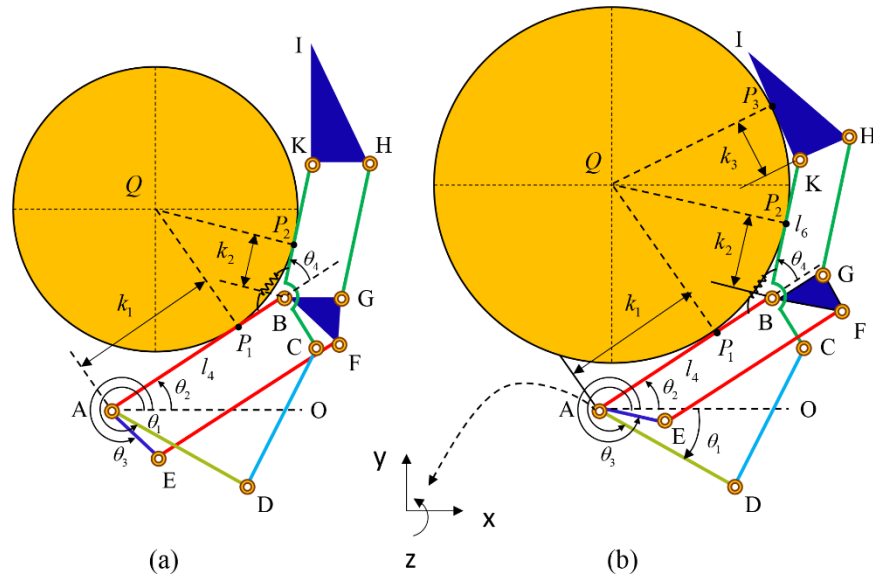 I
K
H
Q
P₂
k₂
θ₄
k₁
B
G
P₁
C
F
l₄
θ₂
A
O
θ₁
θ₃
E
D
(a)
y
x
z
I
P₃
H
k₃
Q
K
P₂
l₆
k₂
θ₄
k₁
G
B
F
P₁
C
l₄
θ₂
A
O
E
θ₁
θ₃
D
(b)